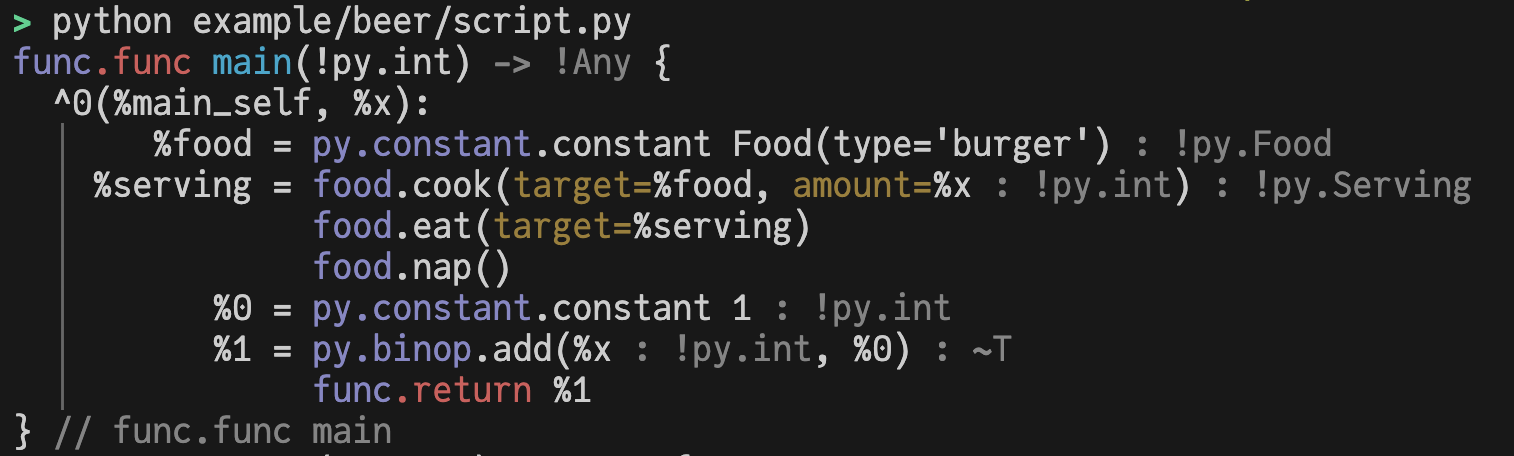 > python example/beer/script.py
func.func main(!py.int) -> !Any {
  ^0(%main_self, %x):
  │    %food = py.constant.constant Food(type='burger') : !py.Food
  │ %serving = food.cook(target=%food, amount=%x : !py.int) : !py.Serving
  │            food.eat(target=%serving)
  │            food.nap()
  │       %0 = py.constant.constant 1 : !py.int
  │       %1 = py.binop.add(%x : !py.int, %0) : ~T
  │            func.return %1
} // func.func main